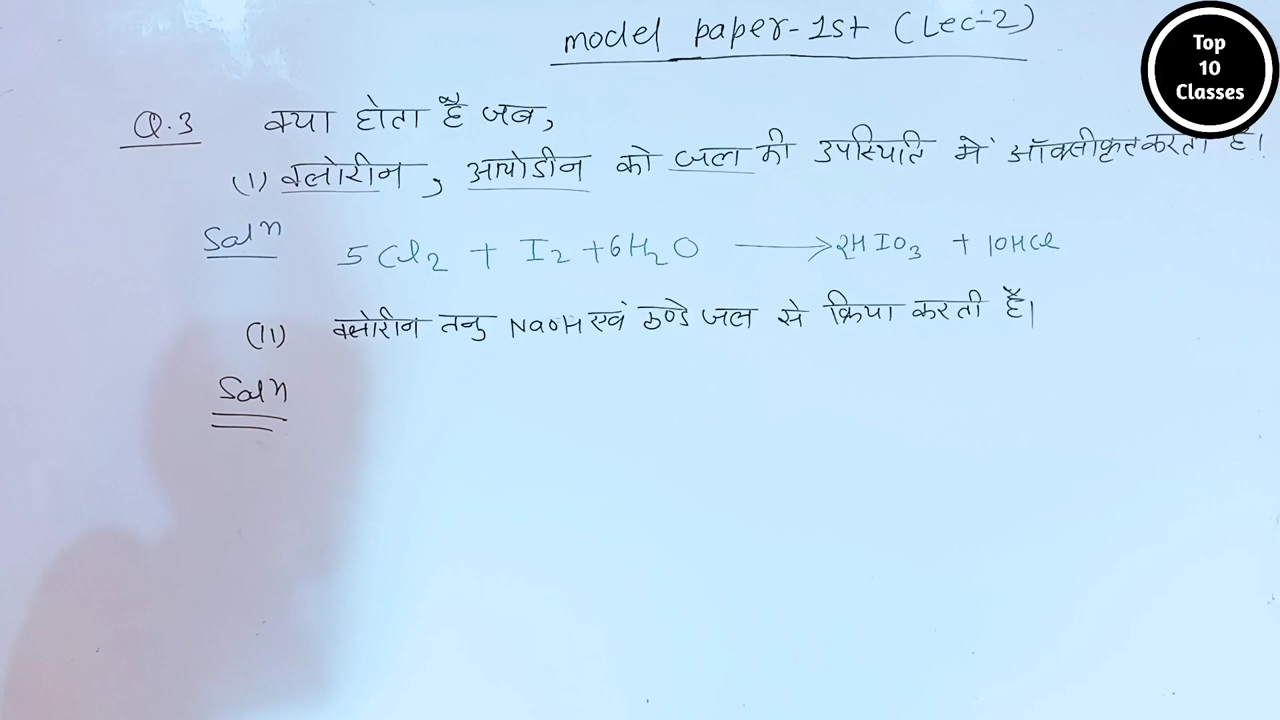 model paper-1st (Lec-2)
Top
10
Classes
Q.3 क्या होता है जब,
(1) क्लोरीन, आयोडीन को जल की उपस्थिति में ऑक्सीकृत करती है।
Solⁿ
5Cl₂ + I₂ + 6H₂O ⟶ 2HIO₃ + 10HCl
(11) क्लोरीन तनु NaOH एवं ठण्डे जल से क्रिया करती है।
Solⁿ